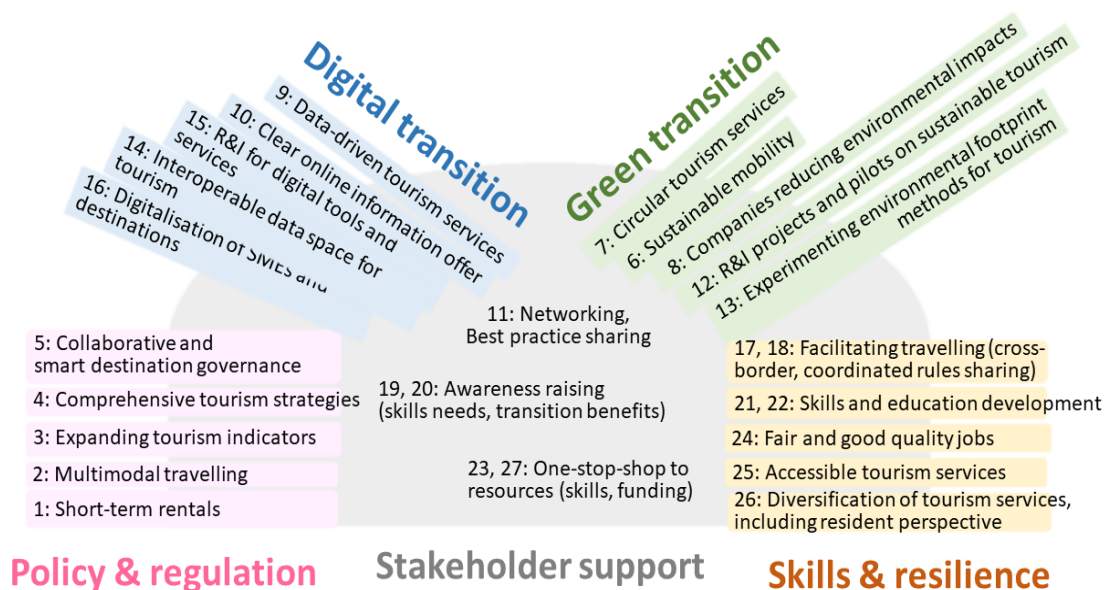 Digital transition
9: Data-driven tourism services
10: Clear online information offer
15: R&I for digital tools and
services
14: Interoperable data space for
tourism
16: Digitalisation of SMEs and
destinations
Green transition
7: Circular tourism services
6: Sustainable mobility
8: Companies reducing environmental impacts
12: R&I projects and pilots on sustainable tourism
13: Experimenting environmental footprint
methods for tourism
5: Collaborative and
smart destination governance
4: Comprehensive tourism strategies
3: Expanding tourism indicators
2: Multimodal travelling
1: Short-term rentals
Policy & regulation
11: Networking,
Best practice sharing
19, 20: Awareness raising
(skills needs, transition benefits)
23, 27: One-stop-shop to
resources (skills, funding)
Stakeholder support
17, 18: Facilitating travelling (cross-
border, coordinated rules sharing)
21, 22: Skills and education development
24: Fair and good quality jobs
25: Accessible tourism services
26: Diversification of tourism services,
including resident perspective
Skills & resilience